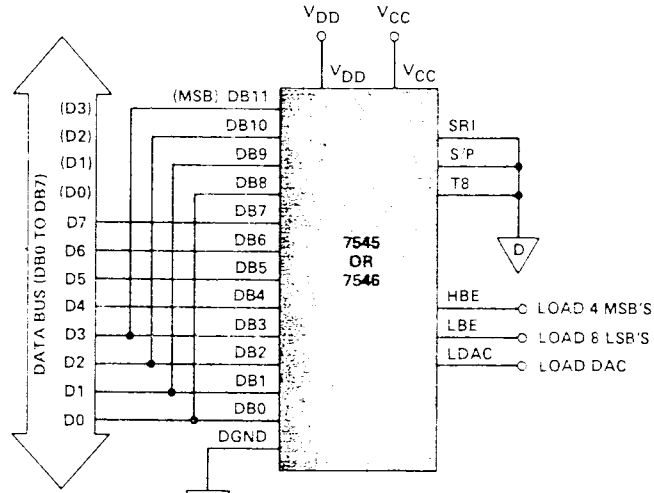 VDD
VCC
VDD
VCC
DATA BUS (DB0 TO DB7)
(D3)
(D2)
(D1)
(D0)
D7
D6
D5
D4
D3
D2
D1
D0
(MSB) DB11
DB10
DB9
DB8
DB7
DB6
DB5
DB4
DB3
DB2
DB1
DB0
DGND
7545
OR
7546
SRI
S/P
T8
D
HBE
LBE
LDAC
LOAD 4 MSB'S
LOAD 8 LSB'S
LOAD DAC